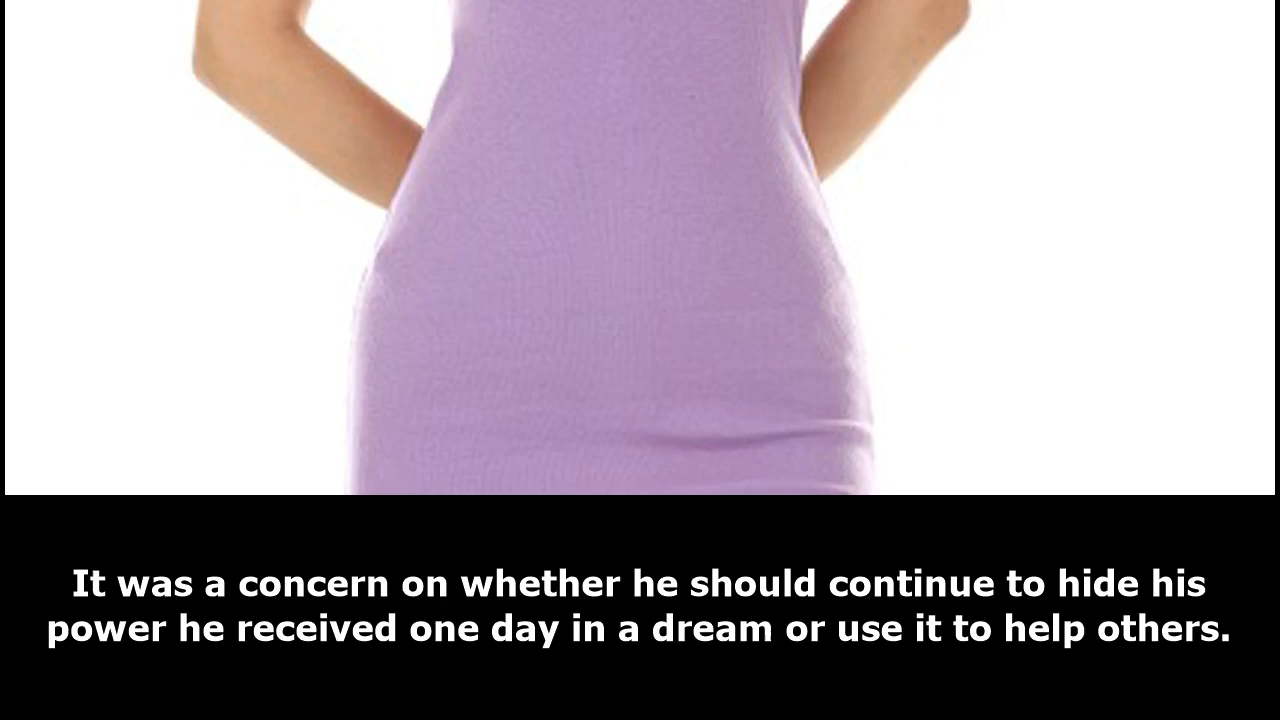 It was a concern on whether he should continue to hide his
power he received one day in a dream or use it to help others.